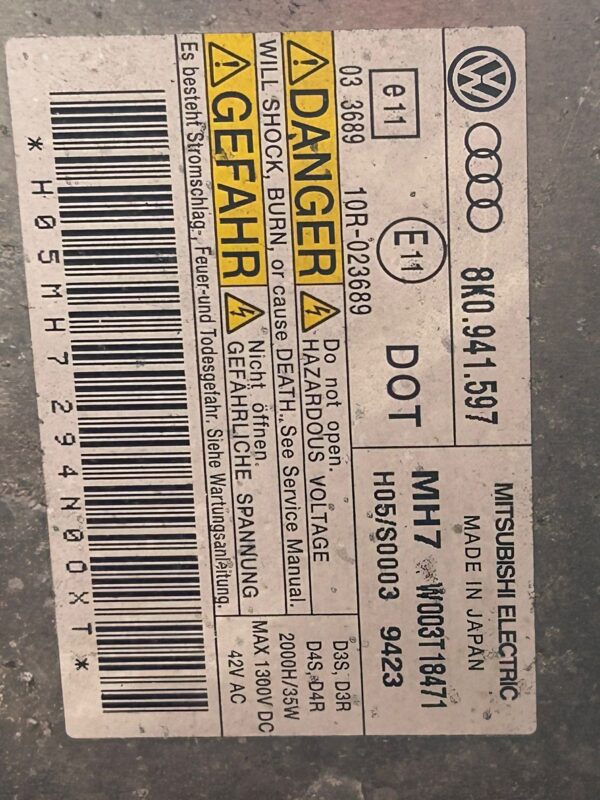 8K0.941.597
MITSUBISHI ELECTRIC
MADE IN JAPAN
e11
E11
DOT
MH7 W003T18471
H05/S0003 9423
03 3689 10R-023689
DANGER
Do not open.
HAZARDOUS VOLTAGE
WILL SHOCK, BURN, or cause DEATH. See Service Manual.
GEFAHR
Nicht öffnen.
GEFÄHRLICHE SPANNUNG
Es besteht Stromschlag-, Feuer-und Todesgefahr. Siehe Wartungsanleitung.
D3S, D3R
D4S, D4R
2000H/35W
MAX 1300V DC
42V AC
*H05MH7294N00XT*